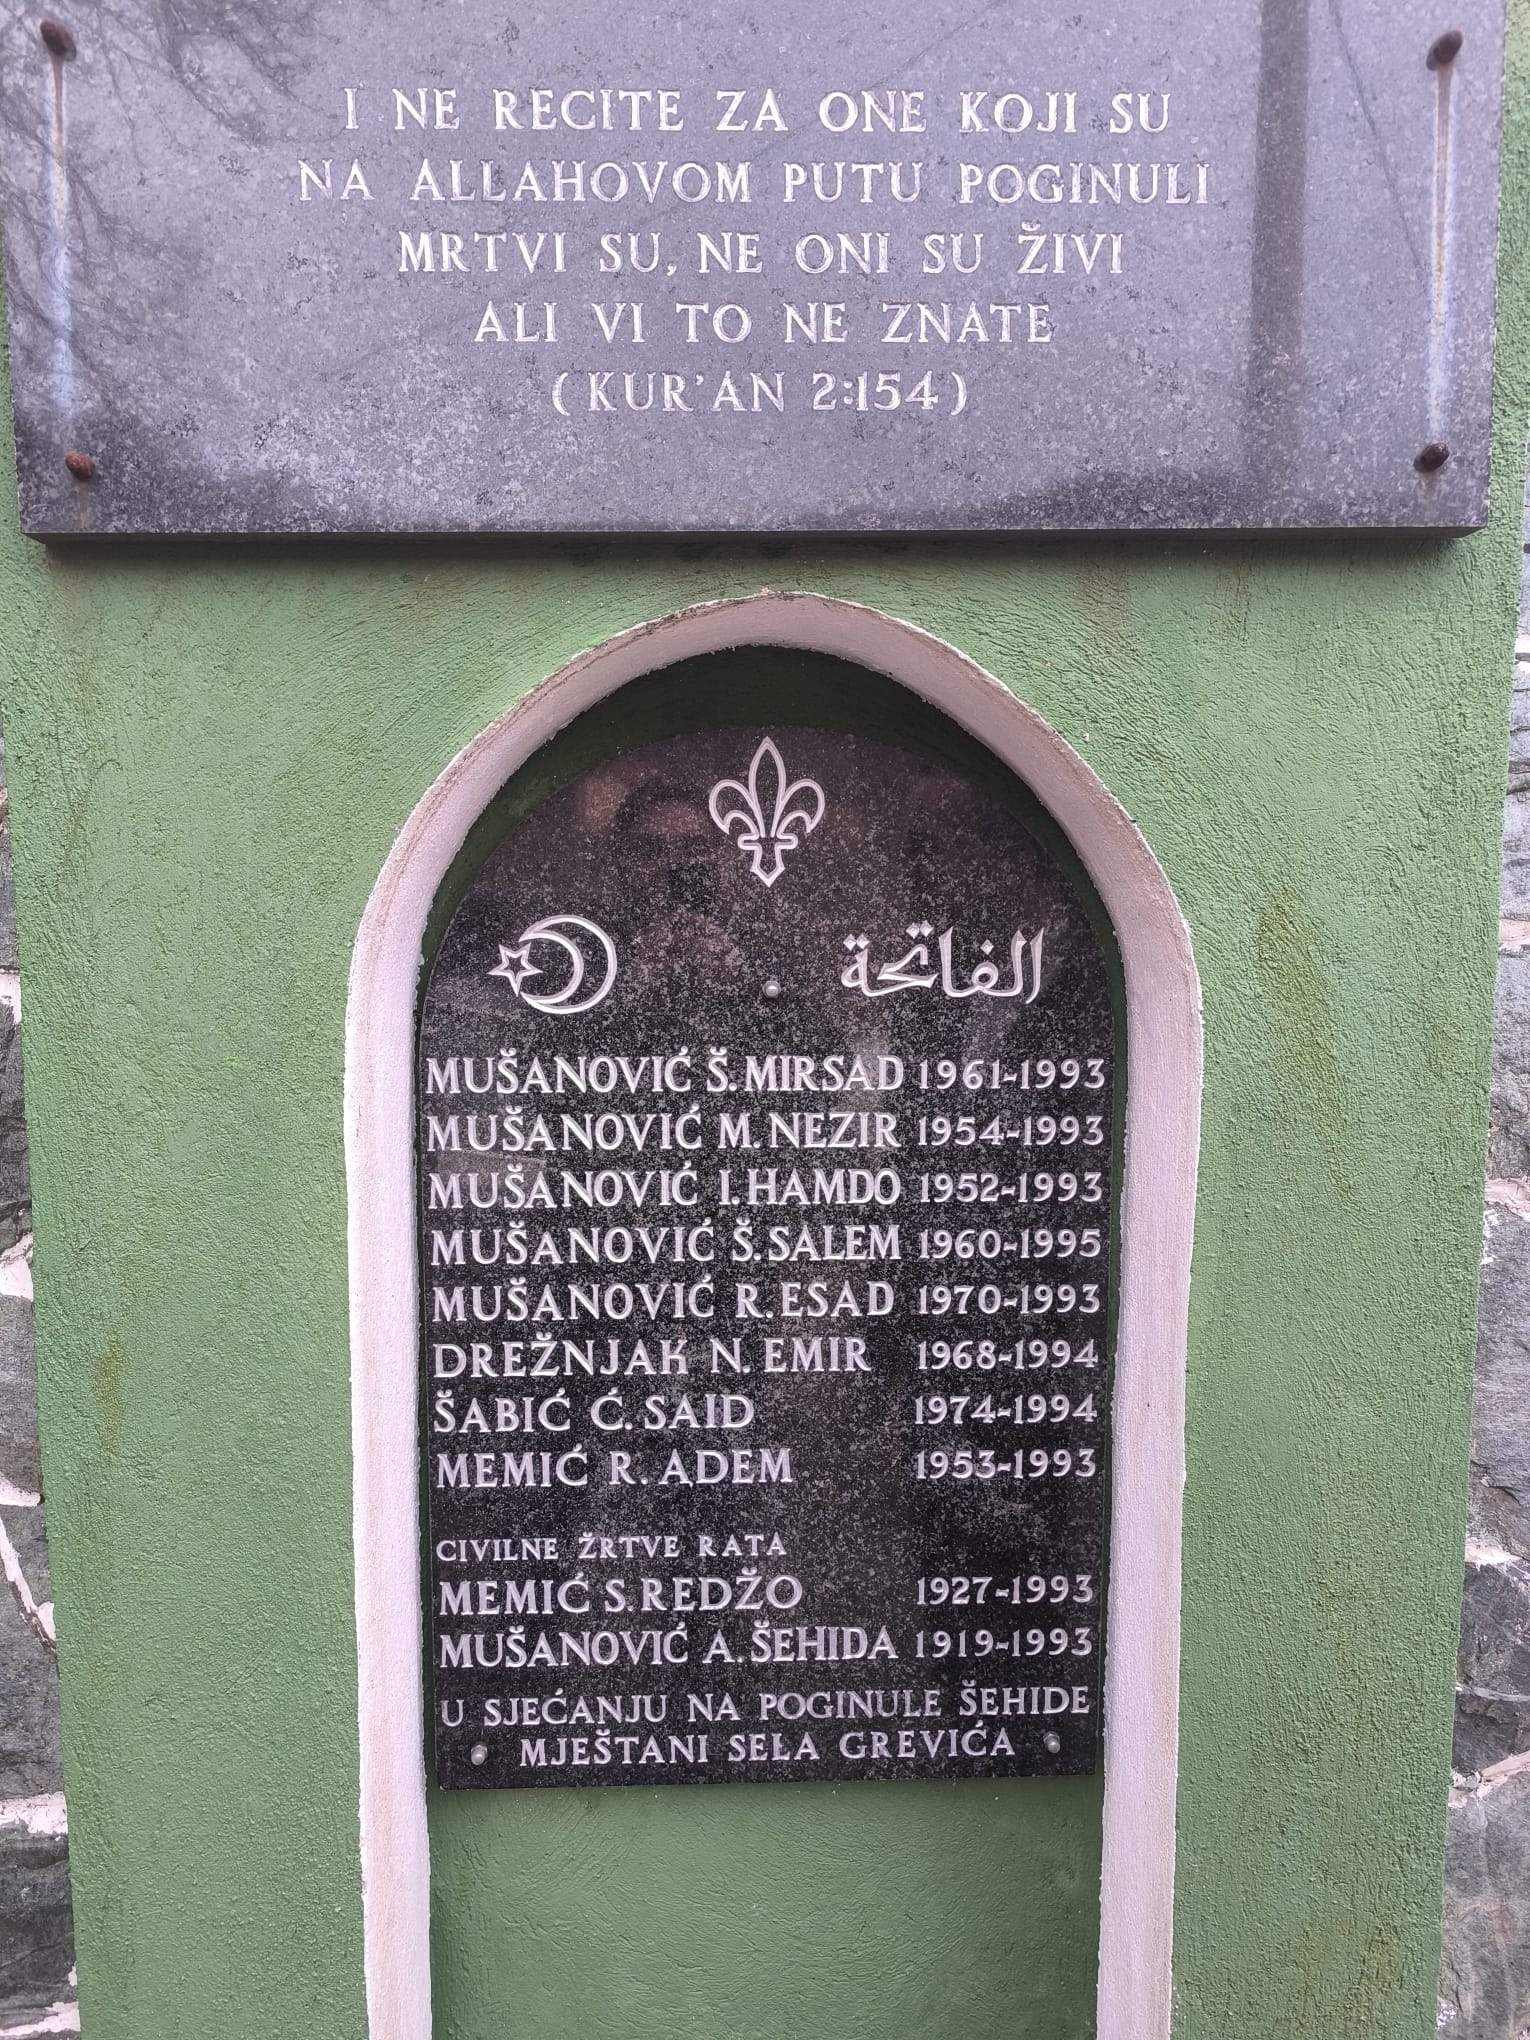 I NE RECITE ZA ONE KOJI SU
NA ALLAHOVOM PUTU POGINULI
MRTVI SU, NE ONI SU ŽIVI
ALI VI TO NE ZNATE
(KUR'AN 2:154)
الفاتحة
MUŠANOVIĆ Š. MIRSAD 1961-1993
MUŠANOVIĆ M. NEZIR 1954-1993
MUŠANOVIĆ I. HAMDO 1952-1993
MUŠANOVIĆ Š. SALEM 1960-1995
MUŠANOVIĆ R. ESAD 1970-1993
DREŽNJAK N. EMIR 1968-1994
ŠABIĆ Ć. SAID 1974-1994
MEMIĆ R. ADEM 1953-1993
CIVILNE ŽRTVE RATA
MEMIĆ S. REDŽO 1927-1993
MUŠANOVIĆ A. ŠEHIDA 1919-1993
U SJEĆANJU NA POGINULE ŠEHIDE
MJEŠTANI SELA GREVIĆA